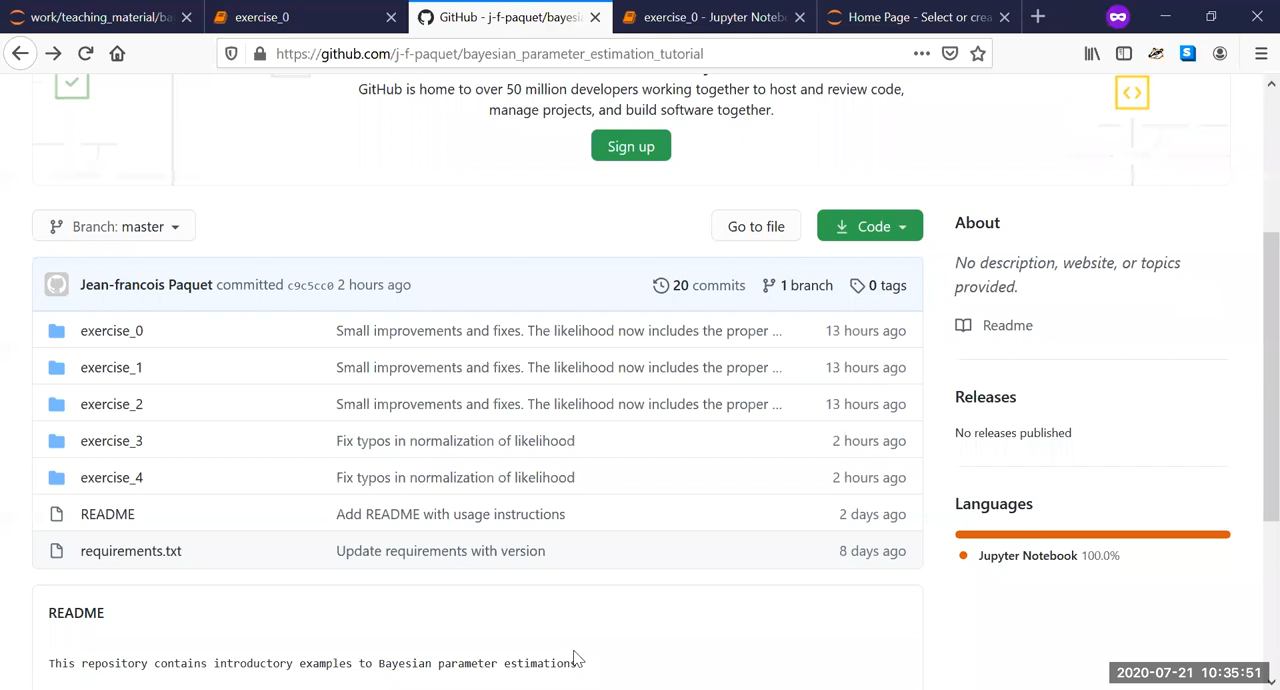 work/teaching_material/ba
exercise_0
GitHub - j-f-paquet/bayesia
exercise_0 - Jupyter Notebo
Home Page - Select or crea
https://github.com/j-f-paquet/bayesian_parameter_estimation_tutorial
GitHub is home to over 50 million developers working together to host and review code,
manage projects, and build software together.
Sign up
Branch: master
Go to file
Code
Jean-francois Paquet committed c9c5cc0 2 hours ago
20 commits
1 branch
0 tags
exercise_0 Small improvements and fixes. The likelihood now includes the proper ... 13 hours ago
exercise_1 Small improvements and fixes. The likelihood now includes the proper ... 13 hours ago
exercise_2 Small improvements and fixes. The likelihood now includes the proper ... 13 hours ago
exercise_3 Fix typos in normalization of likelihood 2 hours ago
exercise_4 Fix typos in normalization of likelihood 2 hours ago
README Add README with usage instructions 2 days ago
requirements.txt Update requirements with version 8 days ago
README
This repository contains introductory examples to Bayesian parameter estimations
About
No description, website, or topics
provided.
Readme
Releases
No releases published
Languages
Jupyter Notebook 100.0%
2020-07-21 10:35:51